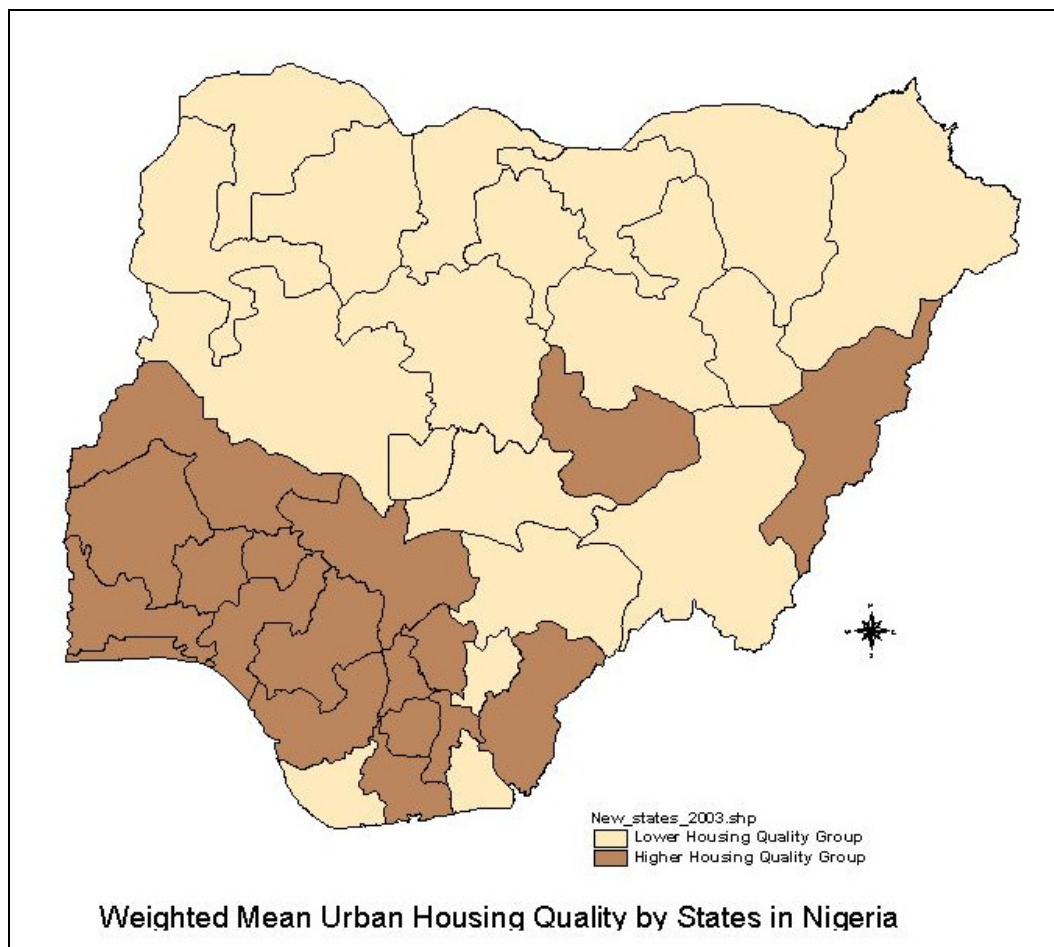 New_states_2003.shp
Lower Housing Quality Group
Higher Housing Quality Group
Weighted Mean Urban Housing Quality by States in Nigeria